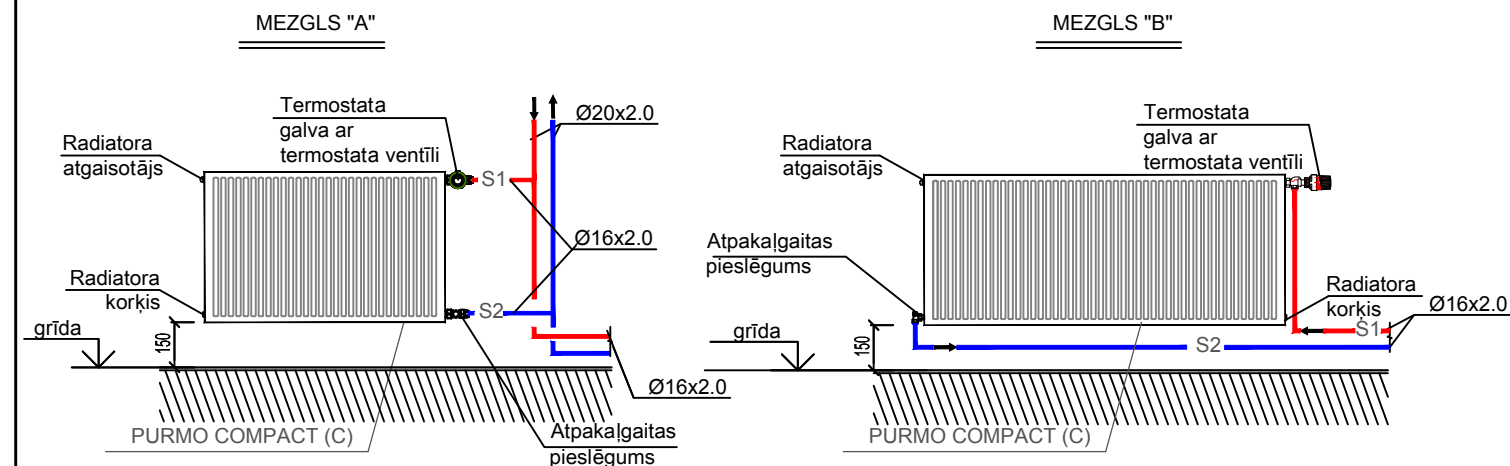 MEZGLS "A"
Termostata
galva ar
termostata ventīli
Radiatora
atgaisotājs
Ø20x2.0
S1
Ø16x2.0
Radiatora
korķis
S2
grīda
150
Ø16x2.0
PURMO COMPACT (C)
Atpakaļgaitas
pieslēgums
MEZGLS "B"
Termostata
galva ar
termostata ventīli
Radiatora
atgaisotājs
Atpakaļgaitas
pieslēgums
Radiatora
korķis
Ø16x2.0
S1
S2
grīda
150
PURMO COMPACT (C)